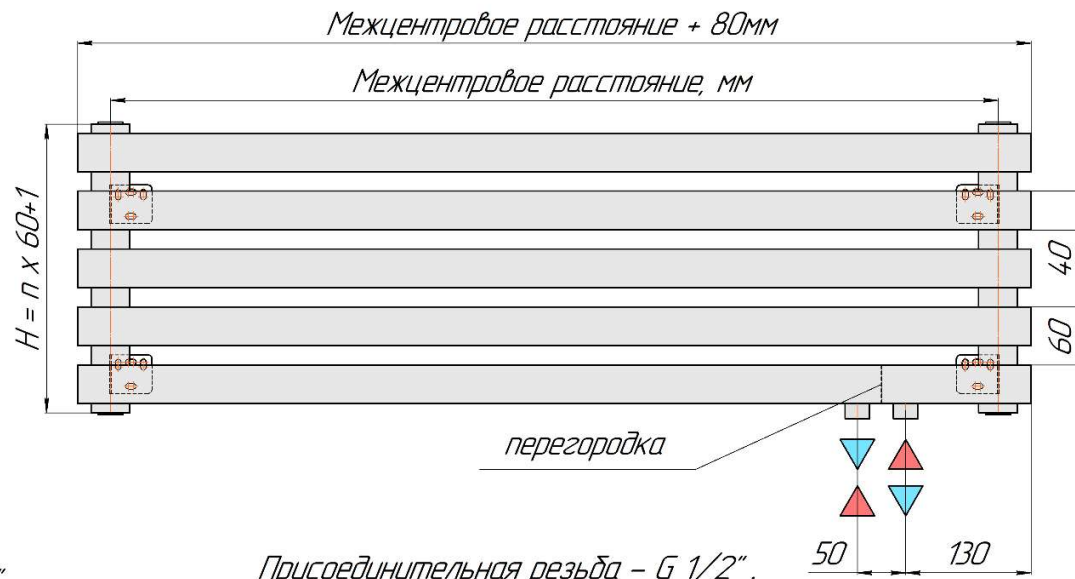 Межцентровое расстояние + 80мм
Межцентровое расстояние, мм
H = n x 60+1
40
60
перегородка
50
130
"
Присоединительная резьба - G 1/2".